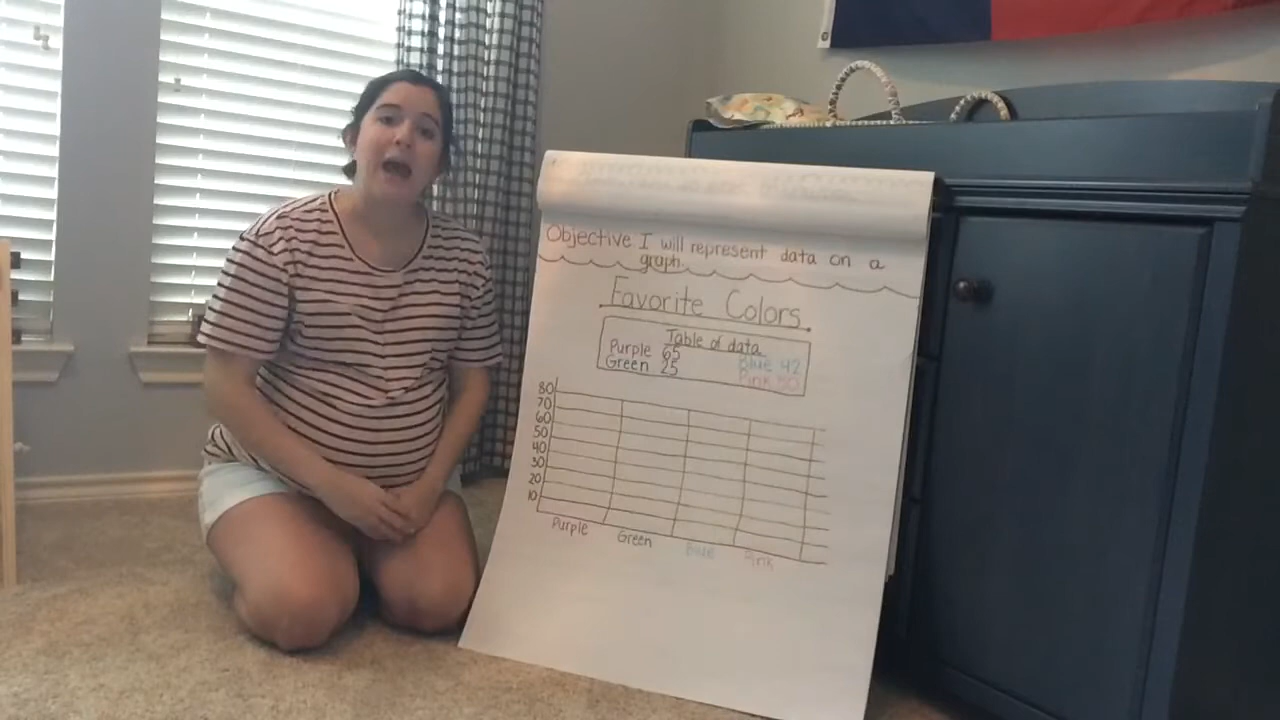 Objective I will represent data on a
graph.
Favorite Colors
Table of data
Purple 65 Blue 42
Green 25 Pink 50
80
70
60
50
40
30
20
10
Purple Green Blue Pink